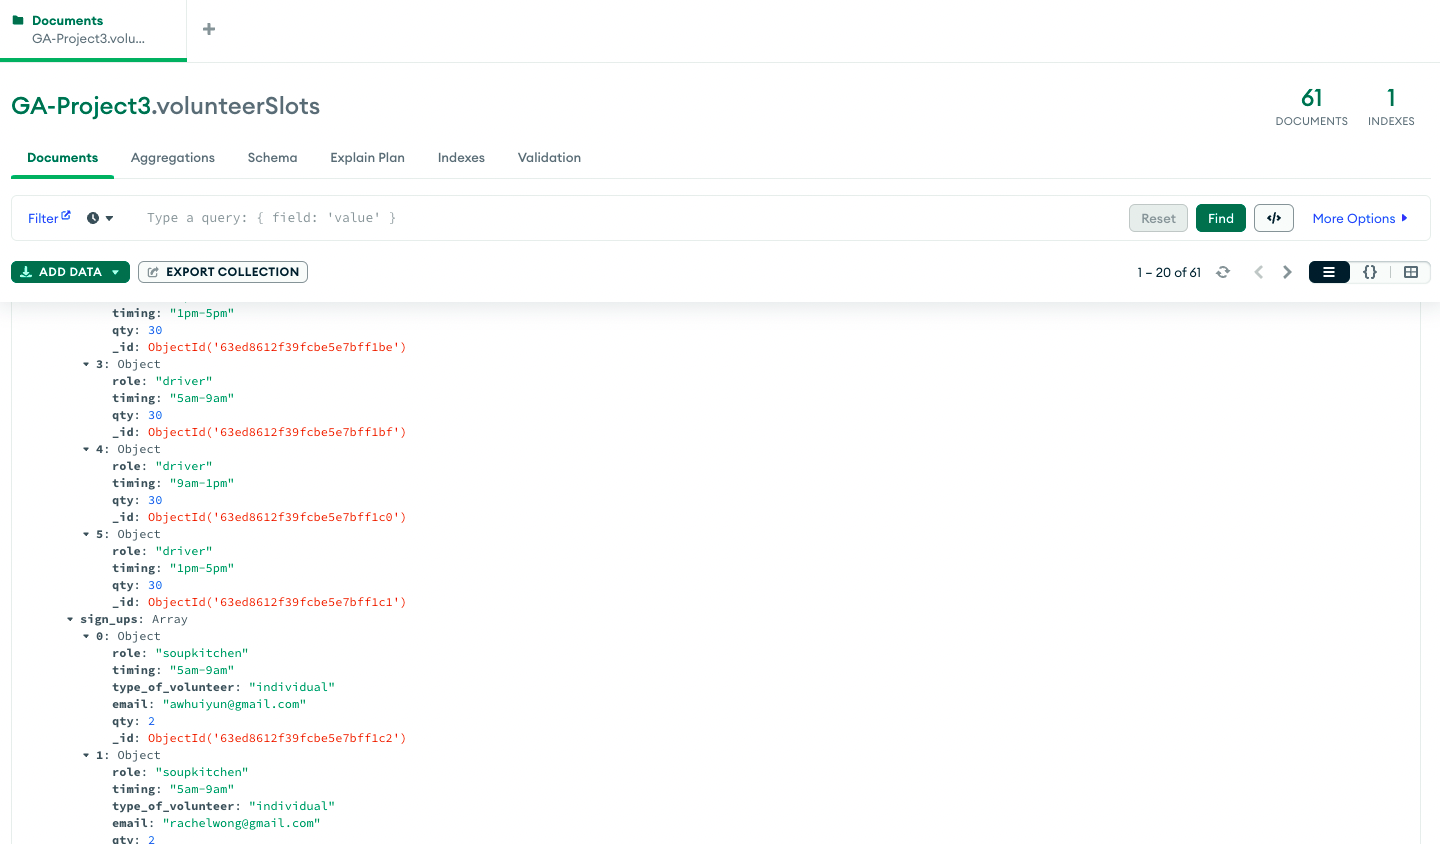 Documents
GA-Project3.volu...
GA-Project3.volunteerSlots
61
DOCUMENTS
1
INDEXES
Documents
Aggregations
Schema
Explain Plan
Indexes
Validation
Filter
Type a query: { field: 'value' }
Reset
Find
</>
More Options
ADD DATA
EXPORT COLLECTION
1 – 20 of 61
{}
timing: "1pm-5pm"
qty: 30
_id: ObjectId('63ed8612f39fcbe5e7bff1be')
3: Object
role: "driver"
timing: "5am-9am"
qty: 30
_id: ObjectId('63ed8612f39fcbe5e7bff1bf')
4: Object
role: "driver"
timing: "9am-1pm"
qty: 30
_id: ObjectId('63ed8612f39fcbe5e7bff1c0')
5: Object
role: "driver"
timing: "1pm-5pm"
qty: 30
_id: ObjectId('63ed8612f39fcbe5e7bff1c1')
sign_ups: Array
0: Object
role: "soupkitchen"
timing: "5am-9am"
type_of_volunteer: "individual"
email: "awhuiyun@gmail.com"
qty: 2
_id: ObjectId('63ed8612f39fcbe5e7bff1c2')
1: Object
role: "soupkitchen"
timing: "5am-9am"
type_of_volunteer: "individual"
email: "rachelwong@gmail.com"
qty: 2